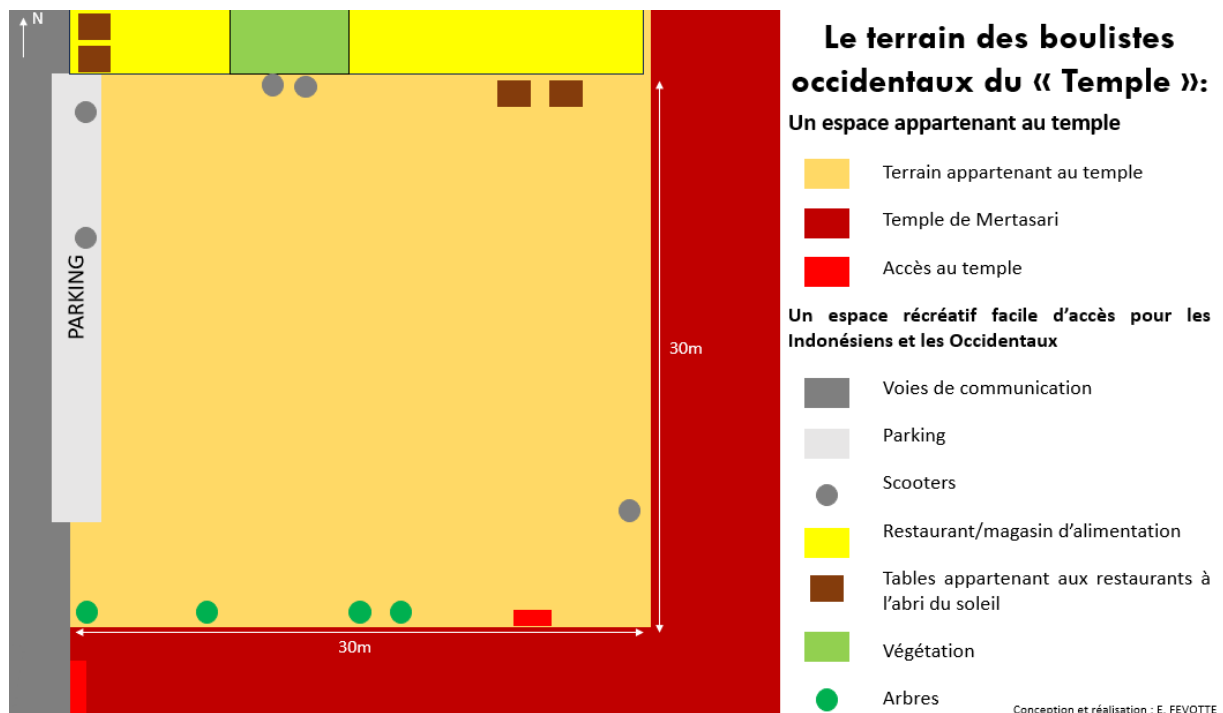 N
PARKING
30m
30m
Le terrain des boulistes
occidentaux du « Temple »:
Un espace appartenant au temple
Terrain appartenant au temple
Temple de Mertasari
Accès au temple
Un espace récréatif facile d'accès pour les
Indonésiens et les Occidentaux
Voies de communication
Parking
Scooters
Restaurant/magasin d'alimentation
Tables appartenant aux restaurants à
l'abri du soleil
Végétation
Arbres
Conception et réalisation : E. FEVOTTE